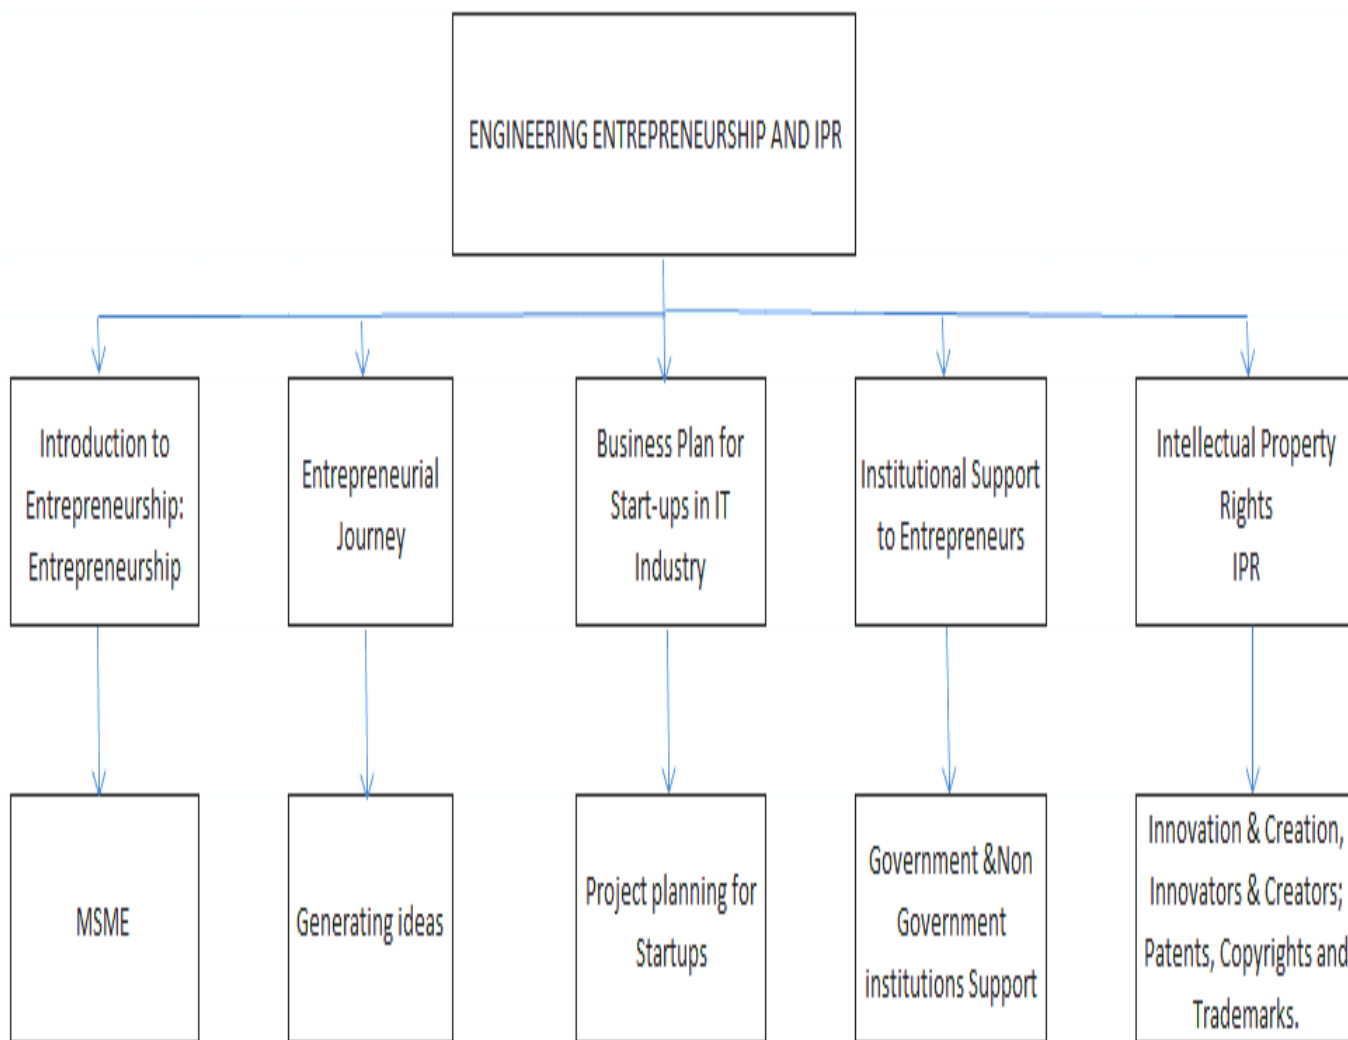 ENGINEERING ENTREPRENEURSHIP AND IPR
Introduction to
Entrepreneurship:
Entrepreneurship
Entrepreneurial
Journey
Business Plan for
Start-ups in IT
Industry
Institutional Support
to Entrepreneurs
Intellectual Property
Rights
IPR
MSME
Generating ideas
Project planning for
Startups
Government &Non
Government
institutions Support
Innovation & Creation,
Innovators & Creators;
Patents, Copyrights and
Trademarks.